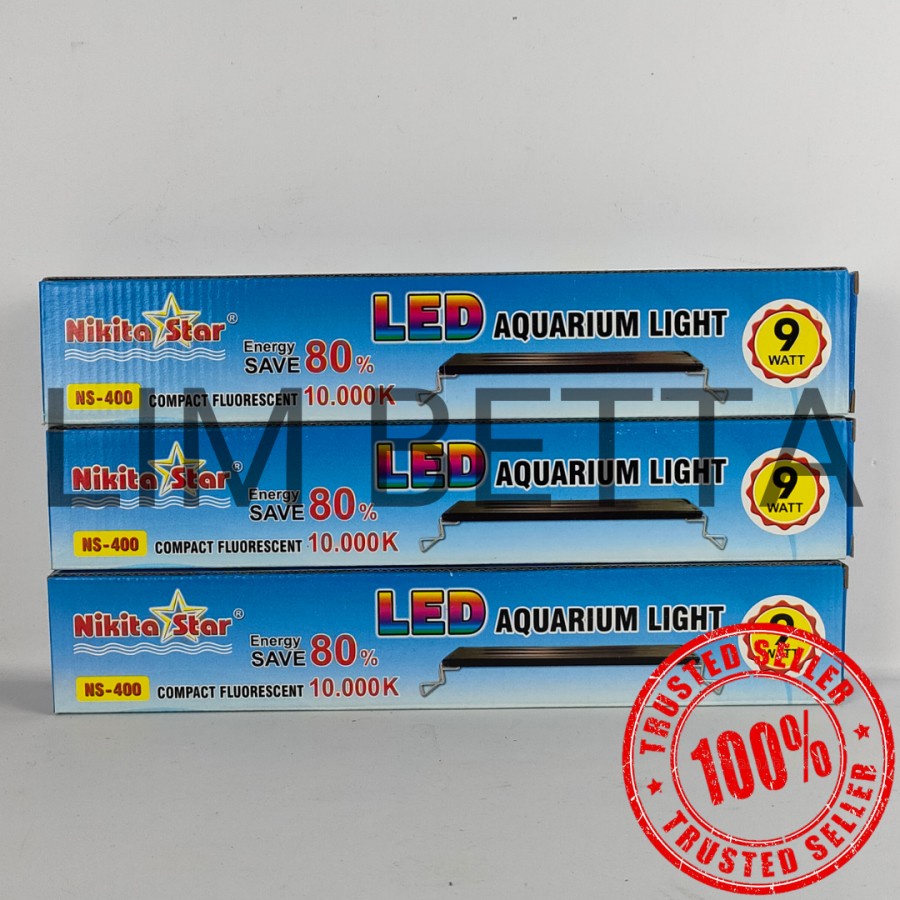 Nikita Star®
Energy
SAVE 80%
LED AQUARIUM LIGHT
9
WATT
NS-400 COMPACT FLUORESCENT 10.000K
LIM BETTA
Nikita Star®
Energy
SAVE 80%
LED AQUARIUM LIGHT
9
WATT
NS-400 COMPACT FLUORESCENT 10.000K
Nikita Star®
Energy
SAVE 80%
LED AQUARIUM LIGHT
9
WATT
NS-400 COMPACT FLUORESCENT 10.000K
TRUSTED SELLER
100%
TRUSTED SELLER